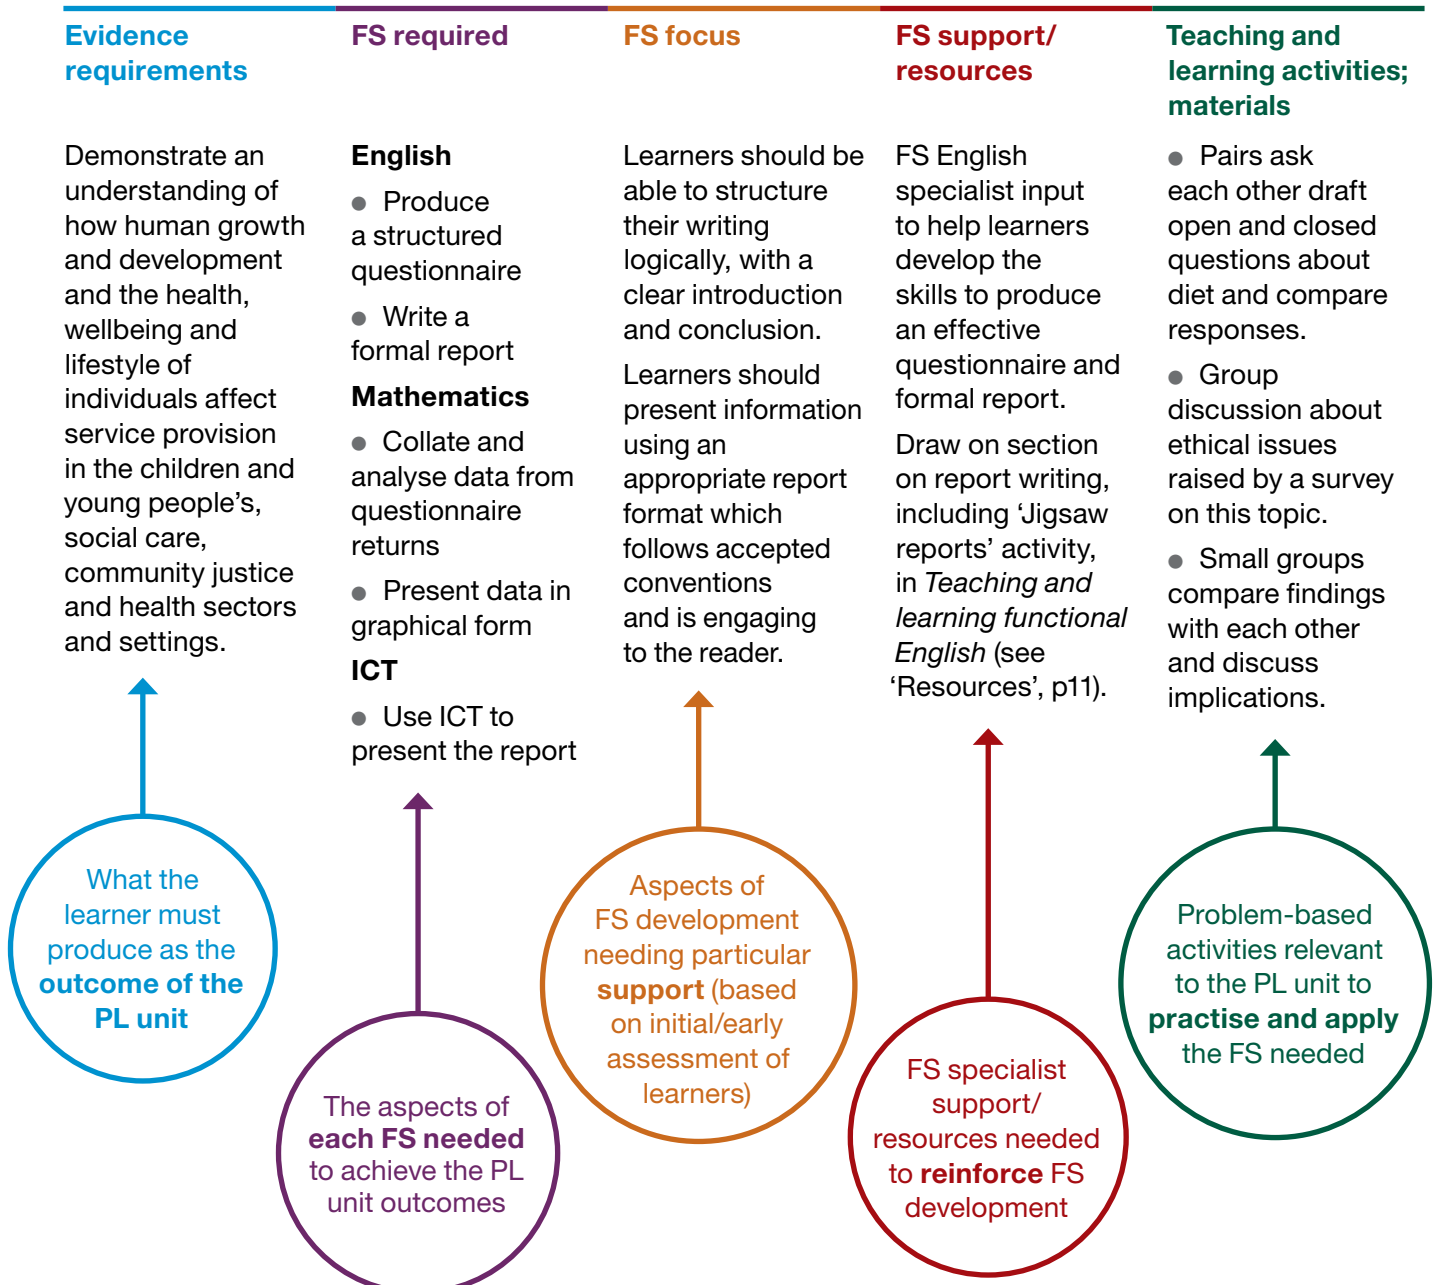 Evidence
requirements
Demonstrate an
understanding of
how human growth
and development
and the health,
wellbeing and
lifestyle of
individuals affect
service provision
in the children and
young people’s,
social care,
community justice
and health sectors
and settings.
What the
learner must
produce as the
outcome of the
PL unit
FS required
English
● Produce
a structured
questionnaire
● Write a
formal report
Mathematics
● Collate and
analyse data from
questionnaire
returns
● Present data in
graphical form
ICT
● Use ICT to
present the report
The aspects of
each FS needed
to achieve the PL
unit outcomes
FS focus
Learners should be
able to structure
their writing
logically, with a
clear introduction
and conclusion.
Learners should
present information
using an
appropriate report
format which
follows accepted
conventions
and is engaging
to the reader.
Aspects of
FS development
needing particular
support (based
on initial/early
assessment of
learners)
FS support/
resources
FS English
specialist input
to help learners
develop the
skills to produce
an effective
questionnaire and
formal report.
Draw on section
on report writing,
including ‘Jigsaw
reports’ activity,
in Teaching and
learning functional
English (see
‘Resources’, p11).
FS specialist
support/
resources needed
to reinforce FS
development
Teaching and
learning activities;
materials
● Pairs ask
each other draft
open and closed
questions about
diet and compare
responses.
● Group
discussion about
ethical issues
raised by a survey
on this topic.
● Small groups
compare findings
with each other
and discuss
implications.
Problem-based
activities relevant
to the PL unit to
practise and apply
the FS needed